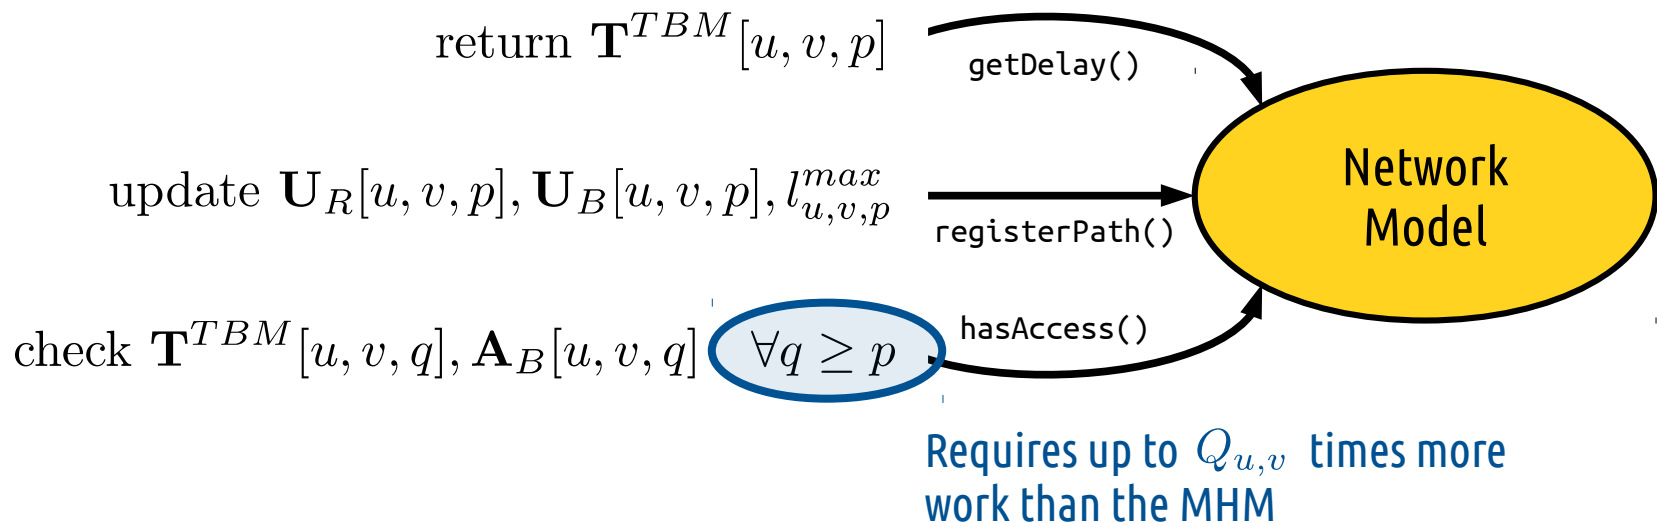 return T^{TBM}[u, v, p]
getDelay()
Network
Model
update U_R[u, v, p], U_B[u, v, p], l^{max}_{u,v,p}
registerPath()
check T^{TBM}[u, v, q], A_B[u, v, q] ∀q ≥ p
hasAccess()
Requires up to Q_{u,v} times more
work than the MHM